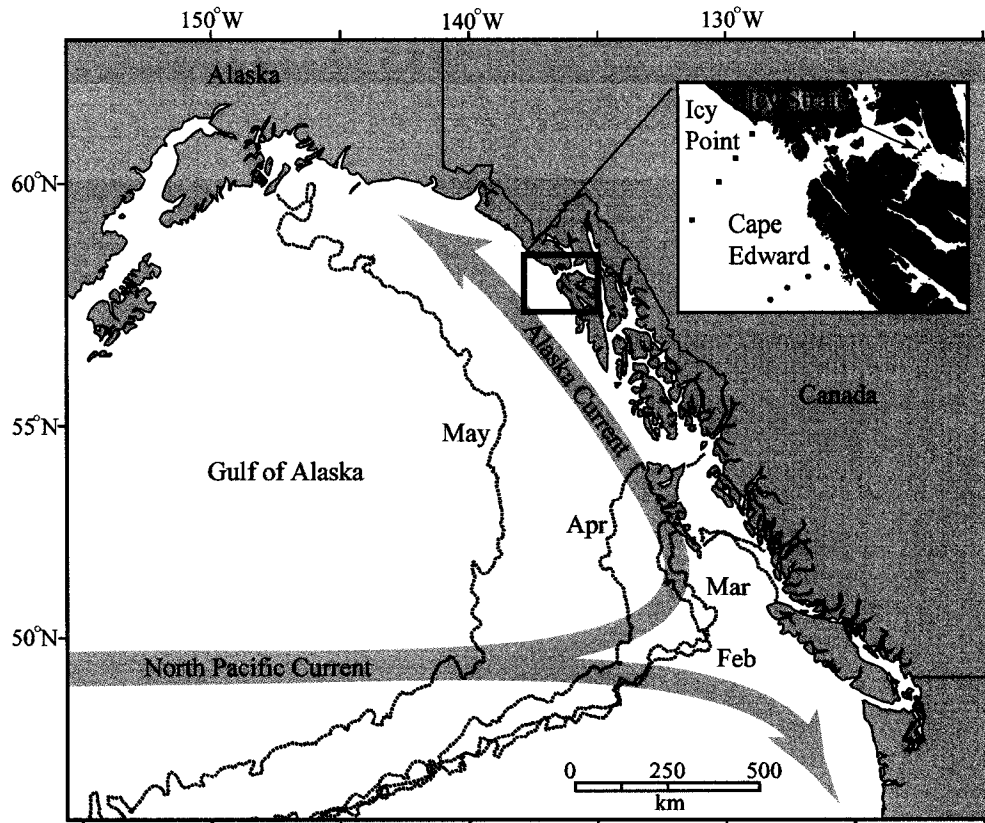 150°W
140°W
130°W
Alaska
Icy Strait
Icy
Point
60°N
Cape
Edward
Alaska Current
Canada
55°N
May
Gulf of Alaska
Apr
Mar
50°N
Feb
North Pacific Current
0
250
500
km